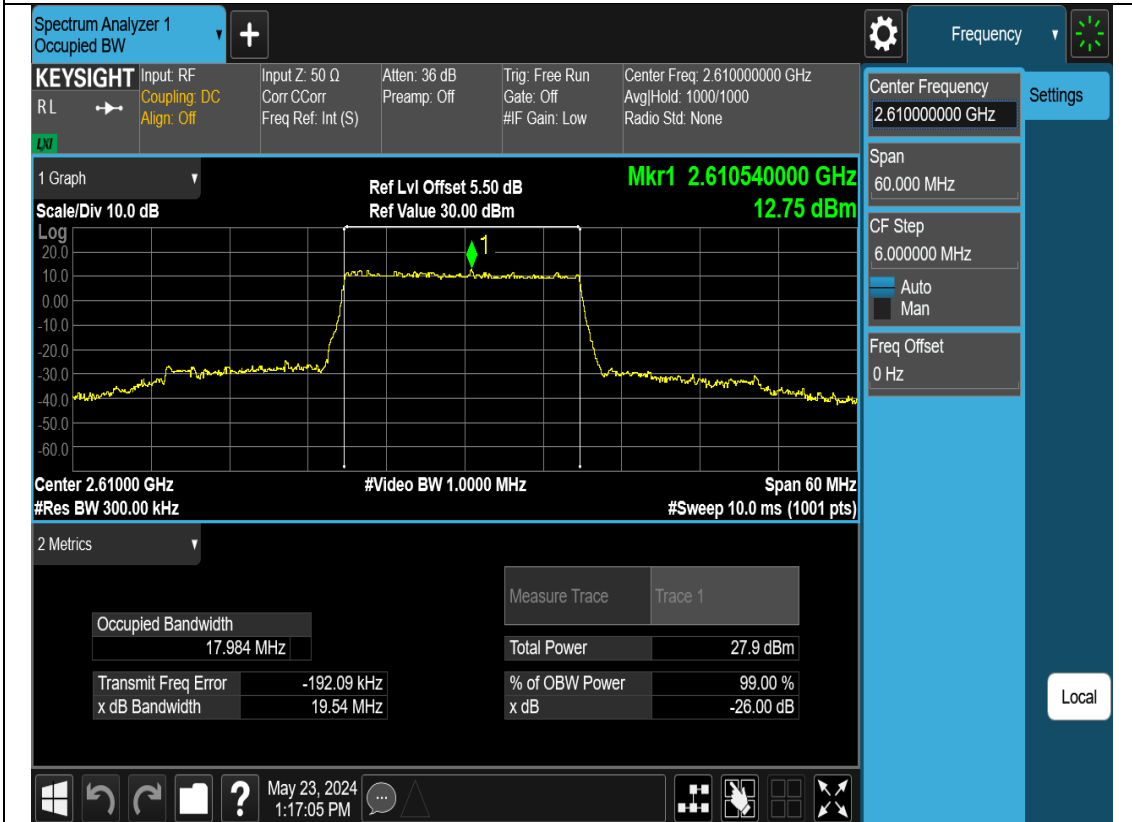 Spectrum Analyzer 1
Occupied BW
+
Frequency
KEYSIGHT
R L
LXI
Input: RF
Coupling: DC
Align: Off
Input Z: 50 Ω
Corr CCorr
Freq Ref: Int (S)
Atten: 36 dB
Preamp: Off
Trig: Free Run
Gate: Off
#IF Gain: Low
Center Freq: 2.610000000 GHz
Avg|Hold: 1000/1000
Radio Std: None
Center Frequency
2.610000000 GHz
Settings
Span
60.000 MHz
CF Step
6.000000 MHz
Auto
Man
Freq Offset
0 Hz
Local
1 Graph
Scale/Div 10.0 dB
Ref Lvl Offset 5.50 dB
Ref Value 30.00 dBm
Mkr1 2.610540000 GHz
12.75 dBm
Log
20.0
10.0
0.00
-10.0
-20.0
-30.0
-40.0
-50.0
-60.0
1
Center 2.61000 GHz
#Res BW 300.00 kHz
#Video BW 1.0000 MHz
Span 60 MHz
#Sweep 10.0 ms (1001 pts)
2 Metrics
Measure Trace Trace 1
Occupied Bandwidth
17.984 MHz
Total Power 27.9 dBm
Transmit Freq Error -192.09 kHz
% of OBW Power 99.00 %
x dB Bandwidth 19.54 MHz
x dB -26.00 dB
?
May 23, 2024
1:17:05 PM